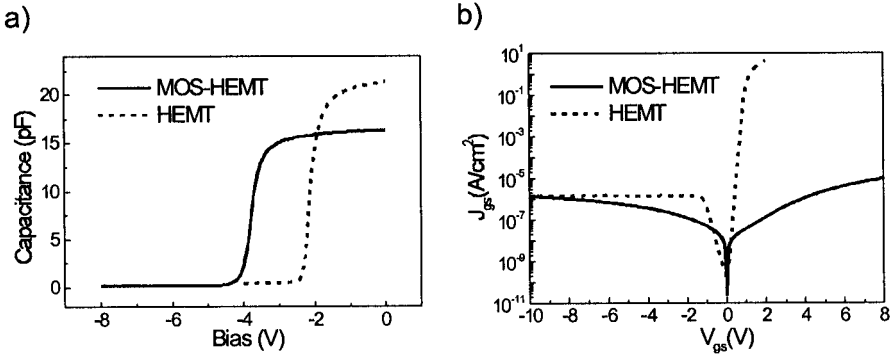 a)
MOS-HEMT
HEMT
Capacitance (pF)
20
15
10
5
0
-8 -6 -4 -2 0
Bias (V)
b)
MOS-HEMT
HEMT
J_gs(A/cm²)
10¹
10⁻¹
10⁻³
10⁻⁵
10⁻⁷
10⁻⁹
10⁻¹¹
-10 -8 -6 -4 -2 0 2 4 6 8
V_gs(V)